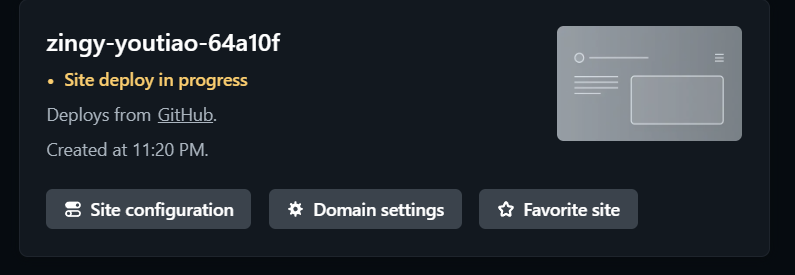 zingy-youtiao-64a10f
• Site deploy in progress
Deploys from GitHub.
Created at 11:20 PM.
Site configuration
Domain settings
Favorite site